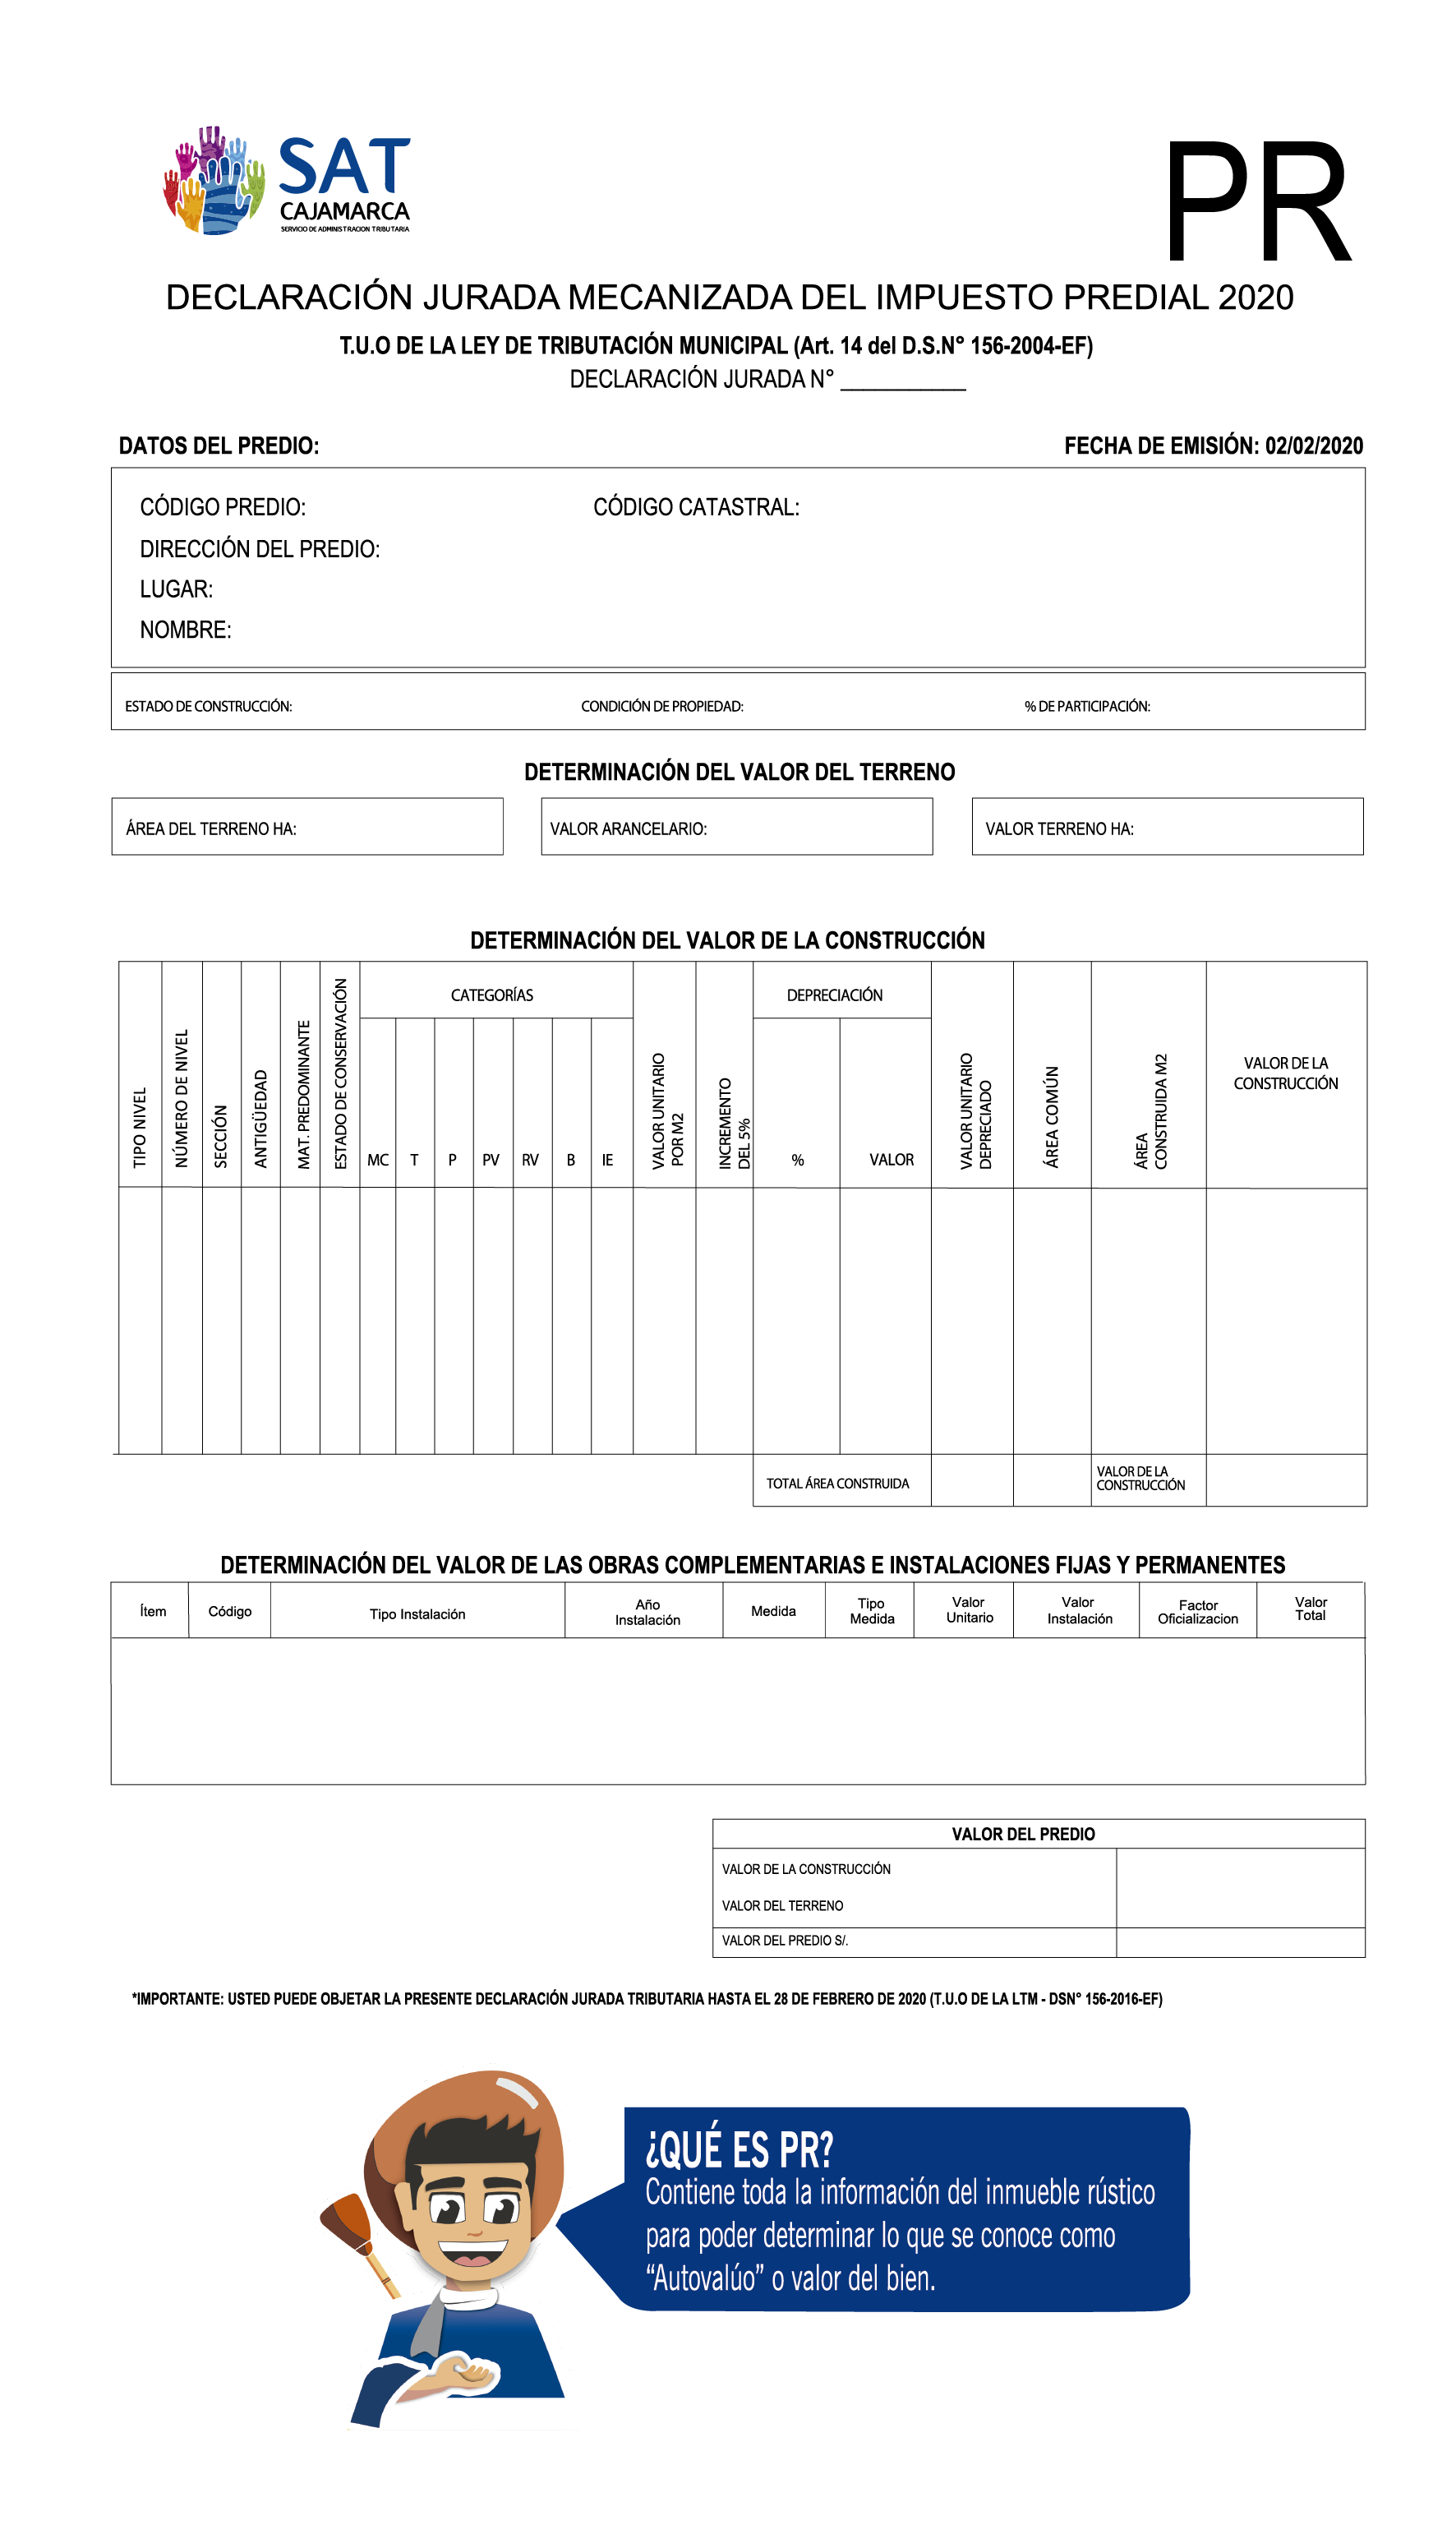 SAT
CAJAMARCA
SERVICIO DE ADMINISTRACION TRIBUTARIA
PR
DECLARACIÓN JURADA MECANIZADA DEL IMPUESTO PREDIAL 2020
T.U.O DE LA LEY DE TRIBUTACIÓN MUNICIPAL (Art. 14 del D.S.N° 156-2004-EF)
DECLARACIÓN JURADA N° _________
DATOS DEL PREDIO: FECHA DE EMISIÓN: 02/02/2020
CÓDIGO PREDIO: CÓDIGO CATASTRAL:
DIRECCIÓN DEL PREDIO:
LUGAR:
NOMBRE:
ESTADO DE CONSTRUCCIÓN: CONDICIÓN DE PROPIEDAD: % DE PARTICIPACIÓN:
DETERMINACIÓN DEL VALOR DEL TERRENO
ÁREA DEL TERRENO HA: VALOR ARANCELARIO: VALOR TERRENO HA:
DETERMINACIÓN DEL VALOR DE LA CONSTRUCCIÓN
TIPO NIVEL
NÚMERO DE NIVEL
SECCIÓN
ANTIGÜEDAD
MAT. PREDOMINANTE
ESTADO DE CONSERVACIÓN
CATEGORÍAS
MC T P PV RV B IE
VALOR UNITARIO
POR M2
INCREMENTO
DEL 5%
DEPRECIACIÓN
% VALOR
VALOR UNITARIO
DEPRECIADO
ÁREA COMÚN
ÁREA
CONSTRUIDA M2
VALOR DE LA
CONSTRUCCIÓN
TOTAL ÁREA CONSTRUIDA
VALOR DE LA
CONSTRUCCIÓN
DETERMINACIÓN DEL VALOR DE LAS OBRAS COMPLEMENTARIAS E INSTALACIONES FIJAS Y PERMANENTES
Ítem
Código
Tipo Instalación
Año
Instalación
Medida
Tipo
Medida
Valor
Unitario
Valor
Instalación
Factor
Oficializacion
Valor
Total
VALOR DEL PREDIO
VALOR DE LA CONSTRUCCIÓN
VALOR DEL TERRENO
VALOR DEL PREDIO S/.
*IMPORTANTE: USTED PUEDE OBJETAR LA PRESENTE DECLARACIÓN JURADA TRIBUTARIA HASTA EL 28 DE FEBRERO DE 2020 (T.U.O DE LA LTM - DSN° 156-2016-EF)
¿QUÉ ES PR?
Contiene toda la información del inmueble rústico
para poder determinar lo que se conoce como
“Autovalúo” o valor del bien.